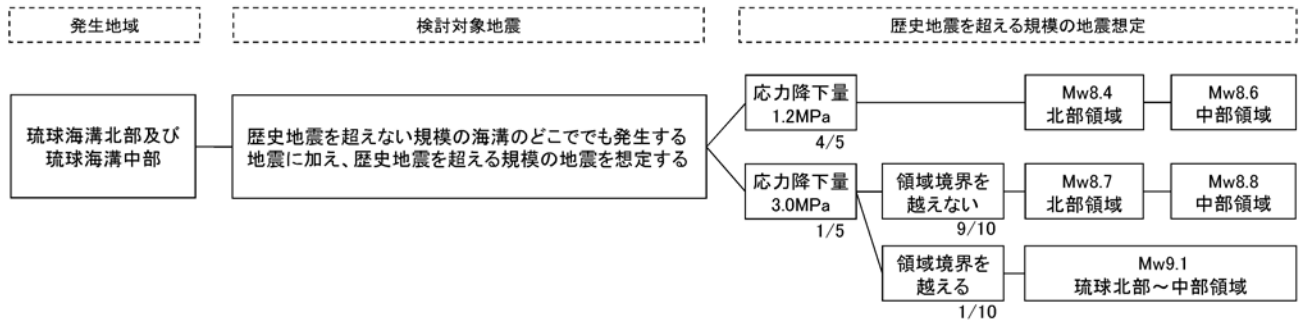 発生地域
検討対象地震
歴史地震を超える規模の地震想定
琉球海溝北部及び
琉球海溝中部
歴史地震を超えない規模の海溝のどこででも発生する
地震に加え、歴史地震を超える規模の地震を想定する
応力降下量
1.2MPa
4/5
Mw8.4
北部領域
Mw8.6
中部領域
応力降下量
3.0MPa
1/5
領域境界を
越えない
9/10
Mw8.7
北部領域
Mw8.8
中部領域
領域境界を
越える
1/10
Mw9.1
琉球北部～中部領域